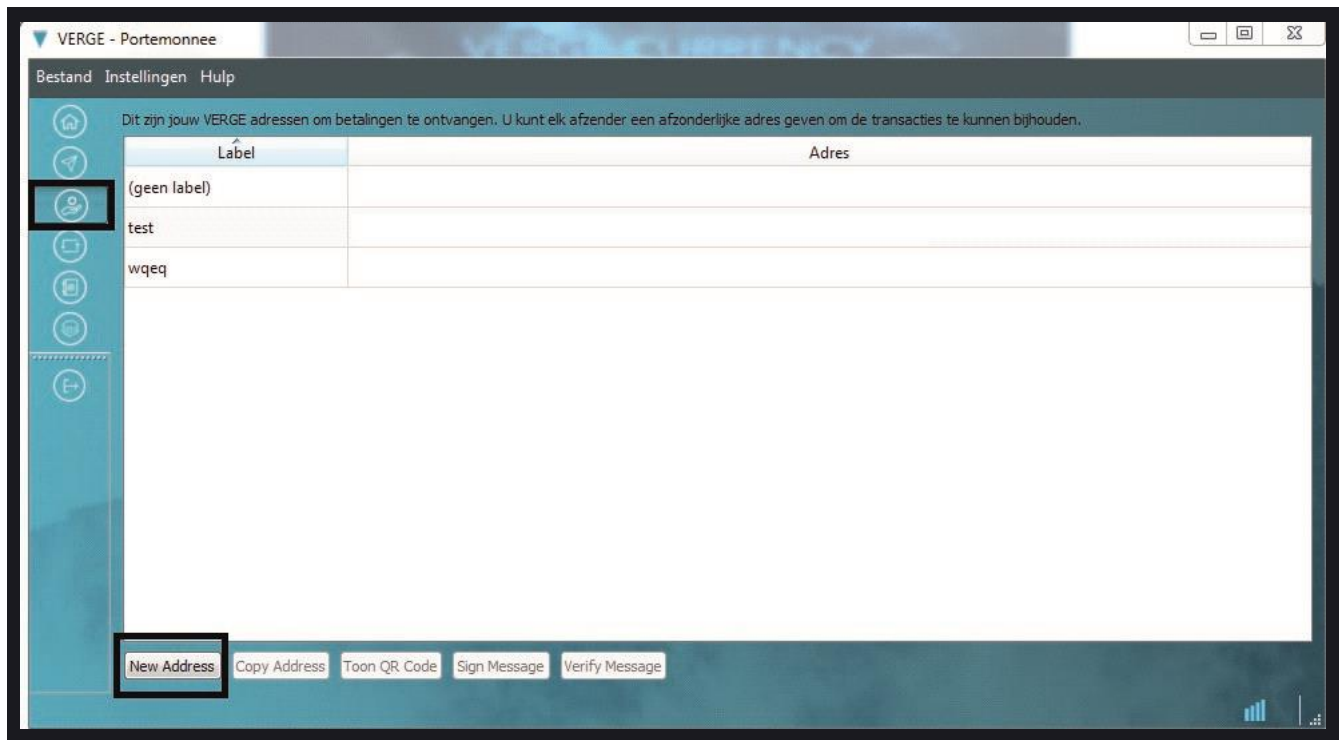 VERGE - Portemonnee
VERGE CURRENCY
Bestand Instellingen Hulp
Dit zijn jouw VERGE adressen om betalingen te ontvangen. U kunt elk afzender een afzonderlijke adres geven om de transacties te kunnen bijhouden.
Label Adres
(geen label)
test
wqeq
New Address Copy Address Toon QR Code Sign Message Verify Message